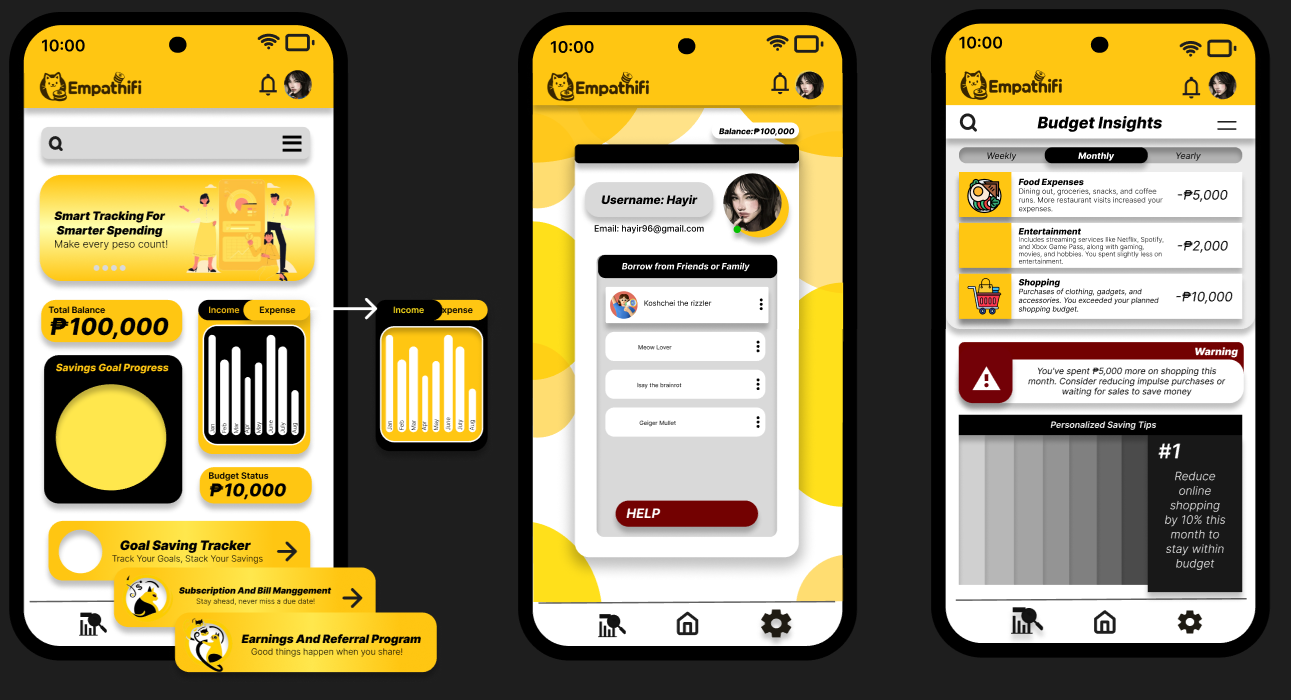 10:00
Empathifi
Smart Tracking For
Smarter Spending
Make every peso count!
Total Balance
₱100,000
Savings Goal Progress
Income
Expense
Jan
Feb
Mar
Apr
May
June
July
Aug
Budget Status
₱10,000
Goal Saving Tracker
Track Your Goals, Stack Your Savings
Subscription And Bill Manggement
Stay ahead, never miss a due date!
Earnings And Referral Program
Good things happen when you share!
Income
xpense
Jan
Feb
Mar
Apr
May
June
July
Aug
10:00
Empathifi
Balance:₱100,000
Username: Hayir
Email: hayir96@gmail.com
Borrow from Friends or Family
Koshchei the rizzler
Meow Lover
Isay the brainrot
Geiger Mullet
HELP
10:00
Empathifi
Budget Insights
Weekly
Monthly
Yearly
Food Expenses
Dining out, groceries, snacks, and coffee
runs. More restaurant visits increased your
expenses.
-₱5,000
Entertainment
Includes streaming services like Netflix, Spotify,
and Xbox Game Pass, along with gaming,
movies, and hobbies. You spent slightly less on
entertainment.
-₱2,000
Shopping
Purchases of clothing, gadgets, and
accessories. You exceeded your planned
shopping budget.
-₱10,000
Warning
You've spent ₱5,000 more on shopping this
month. Consider reducing impulse purchases or
waiting for sales to save money
Personalized Saving Tips
#1
Reduce
online
shopping
by 10% this
month to
stay within
budget